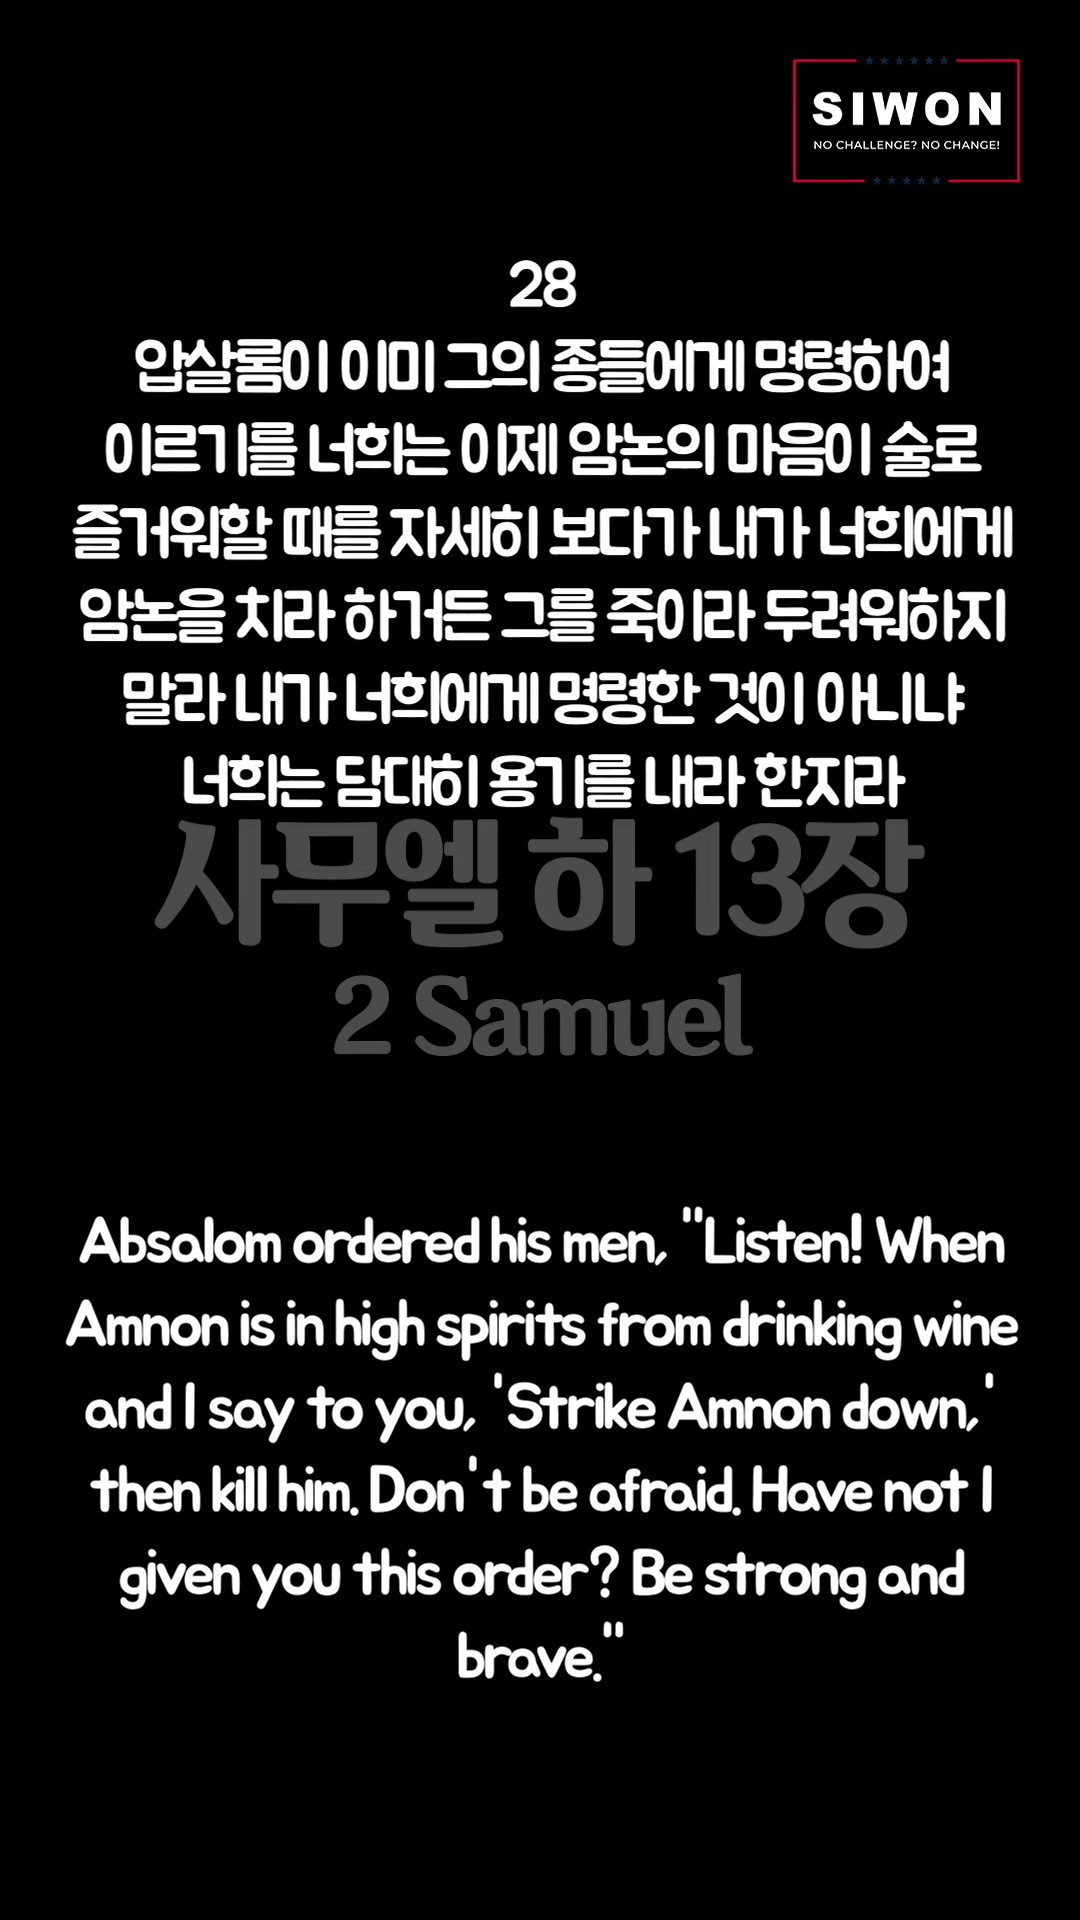 SIWON
NO CHALLENGE? NO CHANGE!
28
압살롬이 이미 그의 종들에게 명령하여
이르기를 너희는 이제 암논의 마음이 술로
즐거워할 때를 자세히 보다가 내가 너희에게
암논을 치라 하거든 그를 죽이라 두려워하지
말라 내가 너희에게 명령한 것이 아니냐
너희는 담대히 용기를 내라 한지라
사무엘 하 13장
2 Samuel
Absalom ordered his men, "Listen! When
Amnon is in high spirits from drinking wine
and I say to you, 'Strike Amnon down,'
then kill him. Don't be afraid. Have not I
given you this order? Be strong and
brave."